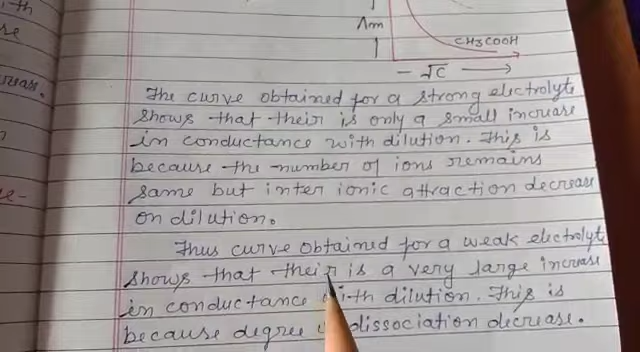 th
re
Λm
CH3COOH
- √C
rease.
The curve obtained for a strong electrolyte
shows that their is only a small increase
in conductance with dilution. This is
because the number of ions remains
same but inter ionic attraction decrease
on dilution.
Thus curve obtained for a weak electrolyte
shows that their is a very large increase
in conductance with dilution. This is
because degree dissociation decrease.